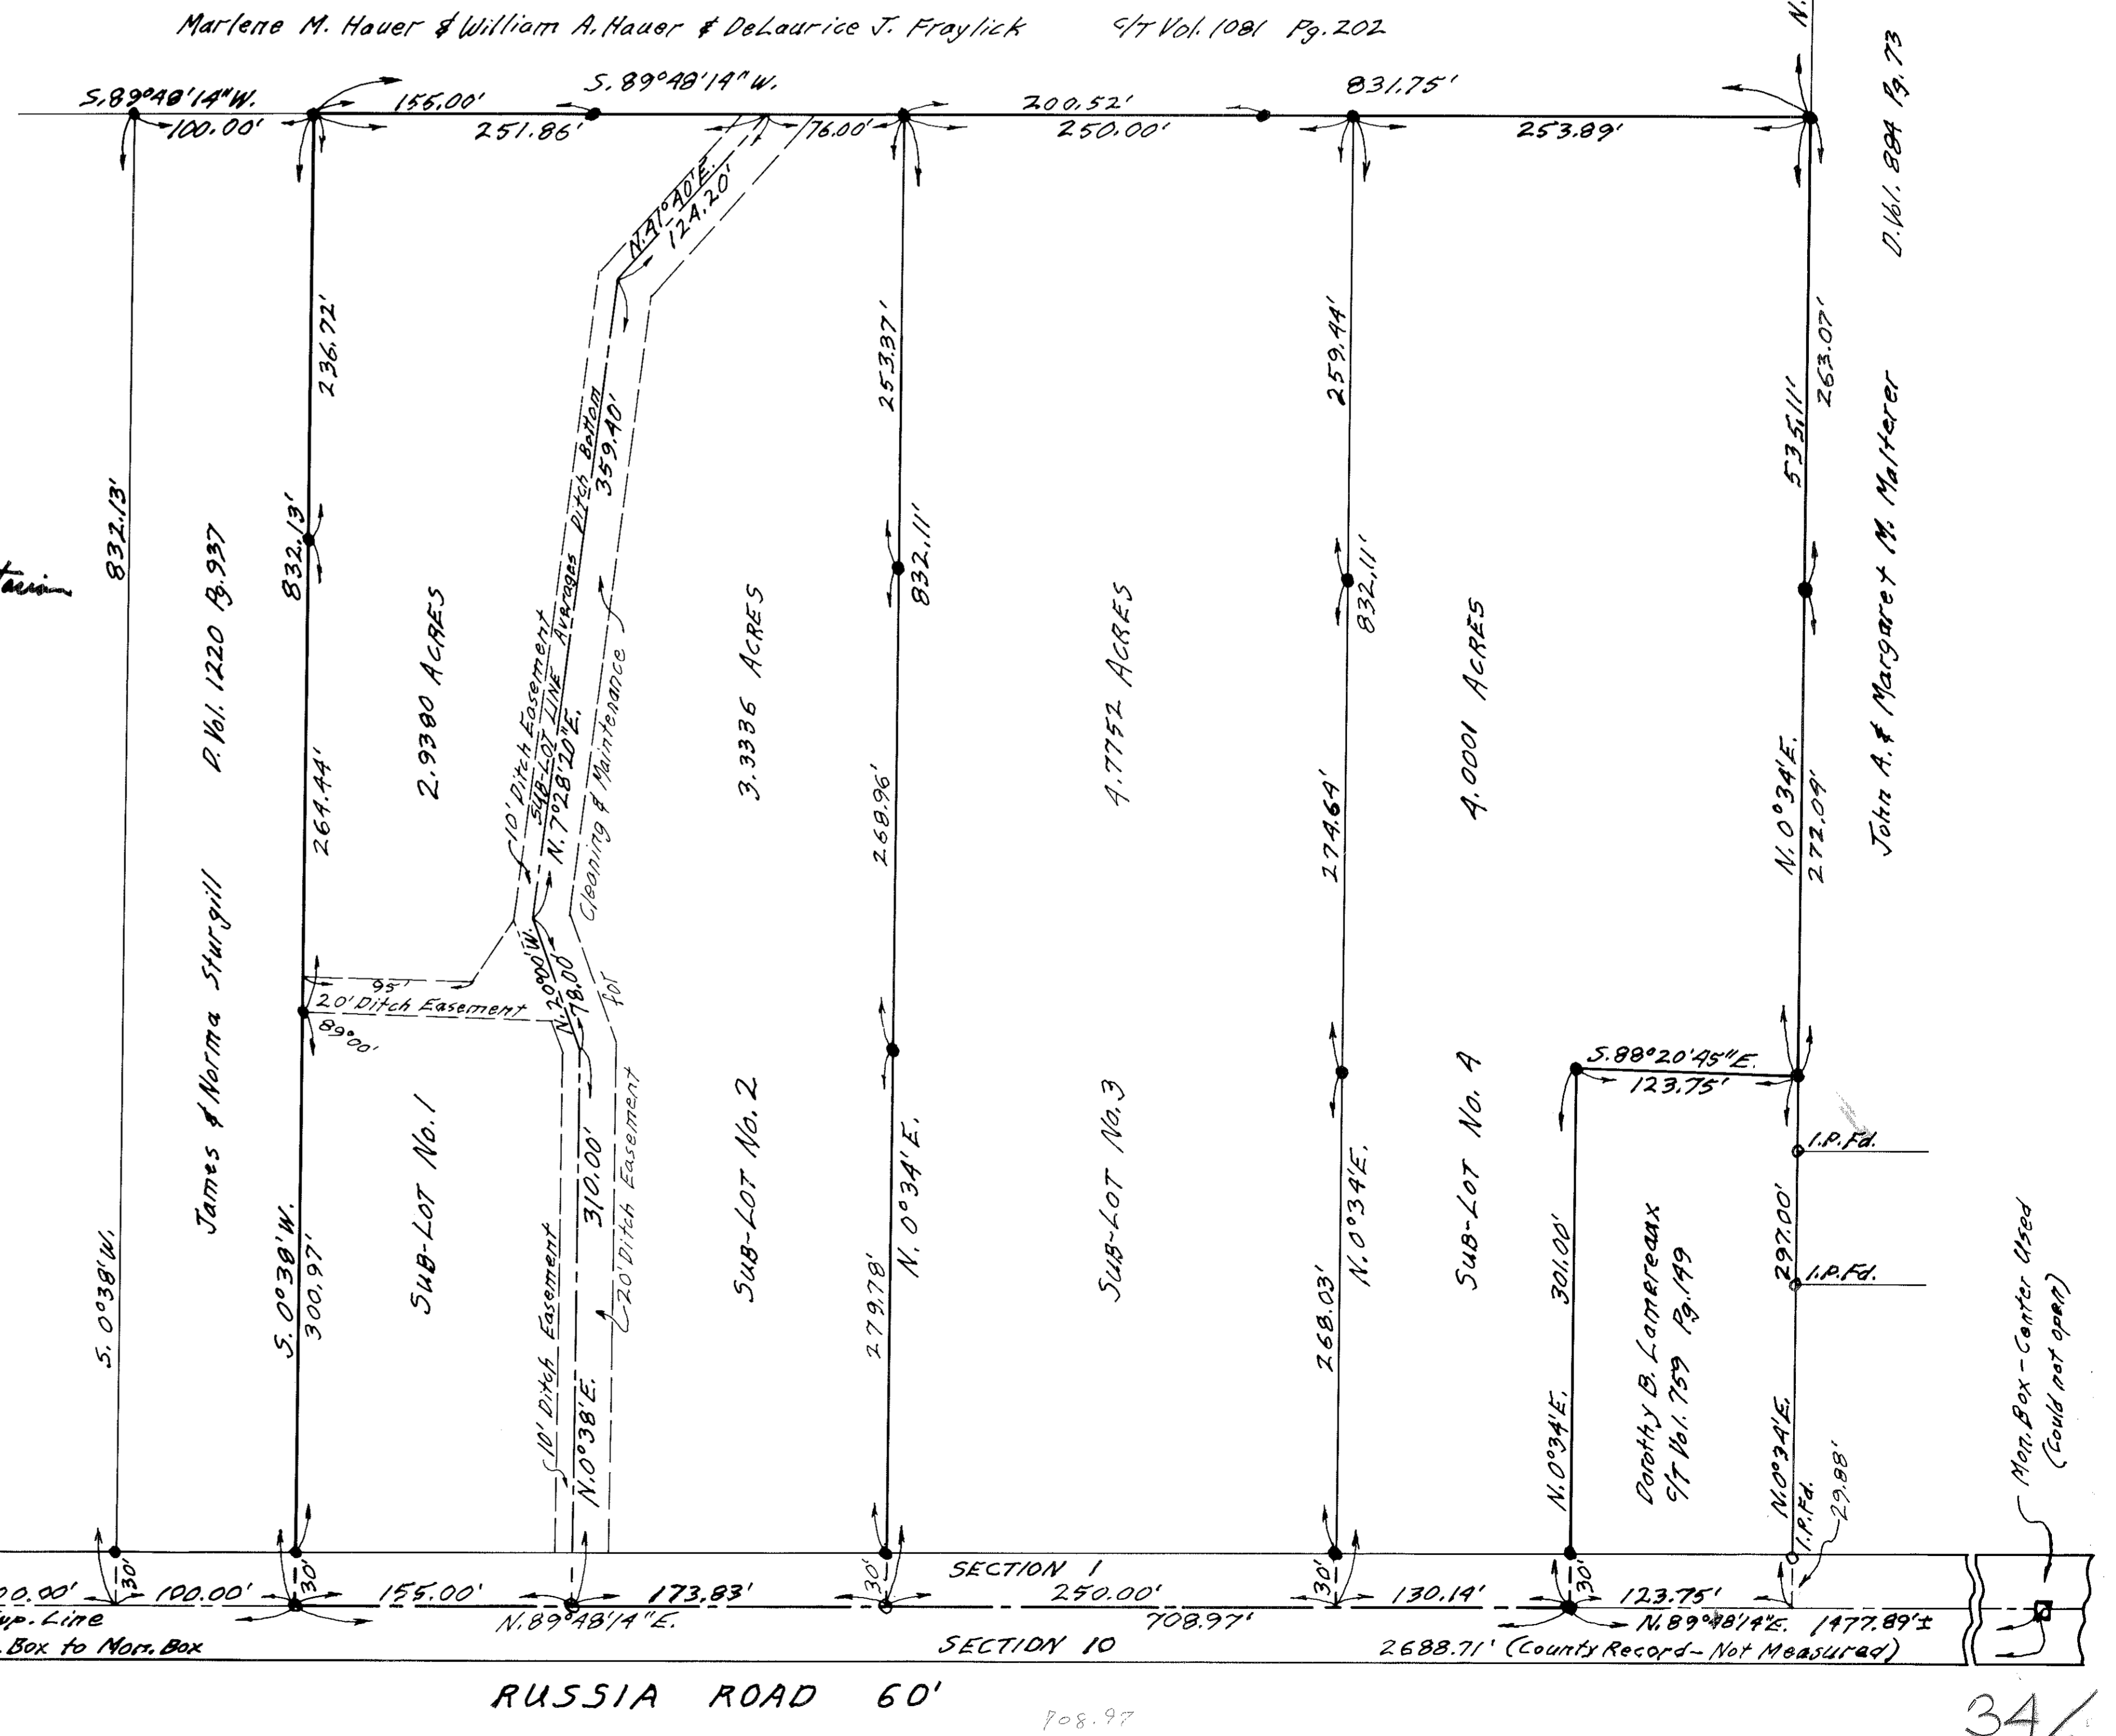 Marlene M. Hauer & William A. Hauer & DeLaurice J. Fraylick C/T Vol. 1081 Pg. 202
N.
S. 89°48'14" W.
100.00'
155.00'
251.86'
S. 89°48'14" W.
76.00'
200.52'
250.00'
831.75'
253.89'
D. Vol. 884 Pg. 73
John A. & Margaret M. Malterer
832.13'
S. 0°38' W.
James & Norma Sturgill D. Vol. 1220 Pg. 937
236.72'
832.13'
264.44'
S. 0°38' W.
300.97'
2.9380 ACRES
SUB-LOT No. 1
95'
20' Ditch Easement
89°00'
N. 41°40' E.
124.20'
SUB-LOT LINE Averages Ditch Bottom
359.40'
N. 7°28'20" E.
10' Ditch Easement
Cleaning & Maintenance
for
20' Ditch Easement
N. 20°00' W.
78.00'
310.00'
N. 0°38' E.
10' Ditch Easement
3.3336 ACRES
SUB-LOT No. 2
253.37'
832.11'
268.96'
N. 0°34' E.
279.78'
4.7752 ACRES
SUB-LOT No. 3
259.44'
832.11'
274.64'
N. 0°34' E.
268.03'
4.0001 ACRES
SUB-LOT No. 4
535.11'
263.07'
N. 0°34' E.
272.04'
S. 88°20'45" E.
123.75'
301.00'
N. 0°34' E.
Dorothy B. Lamereaux
C/T Vol. 759 Pg. 149
I.P. Fd.
297.00'
I.P. Fd.
N. 0°34' E.
I.P. Fd.
29.88'
Mon. Box - Center Used
(Could not open)
30'
30'
30'
30'
30'
SECTION 1
00.00'
100.00'
155.00'
173.83'
250.00'
130.14'
123.75'
N. 89°48'14" E.
708.97'
N. 89°48'14" E.
1477.89'±
Line
Box to Mon. Box
SECTION 10
2688.71' (County Record - Not Measured)
RUSSIA ROAD 60'
708.97
34/